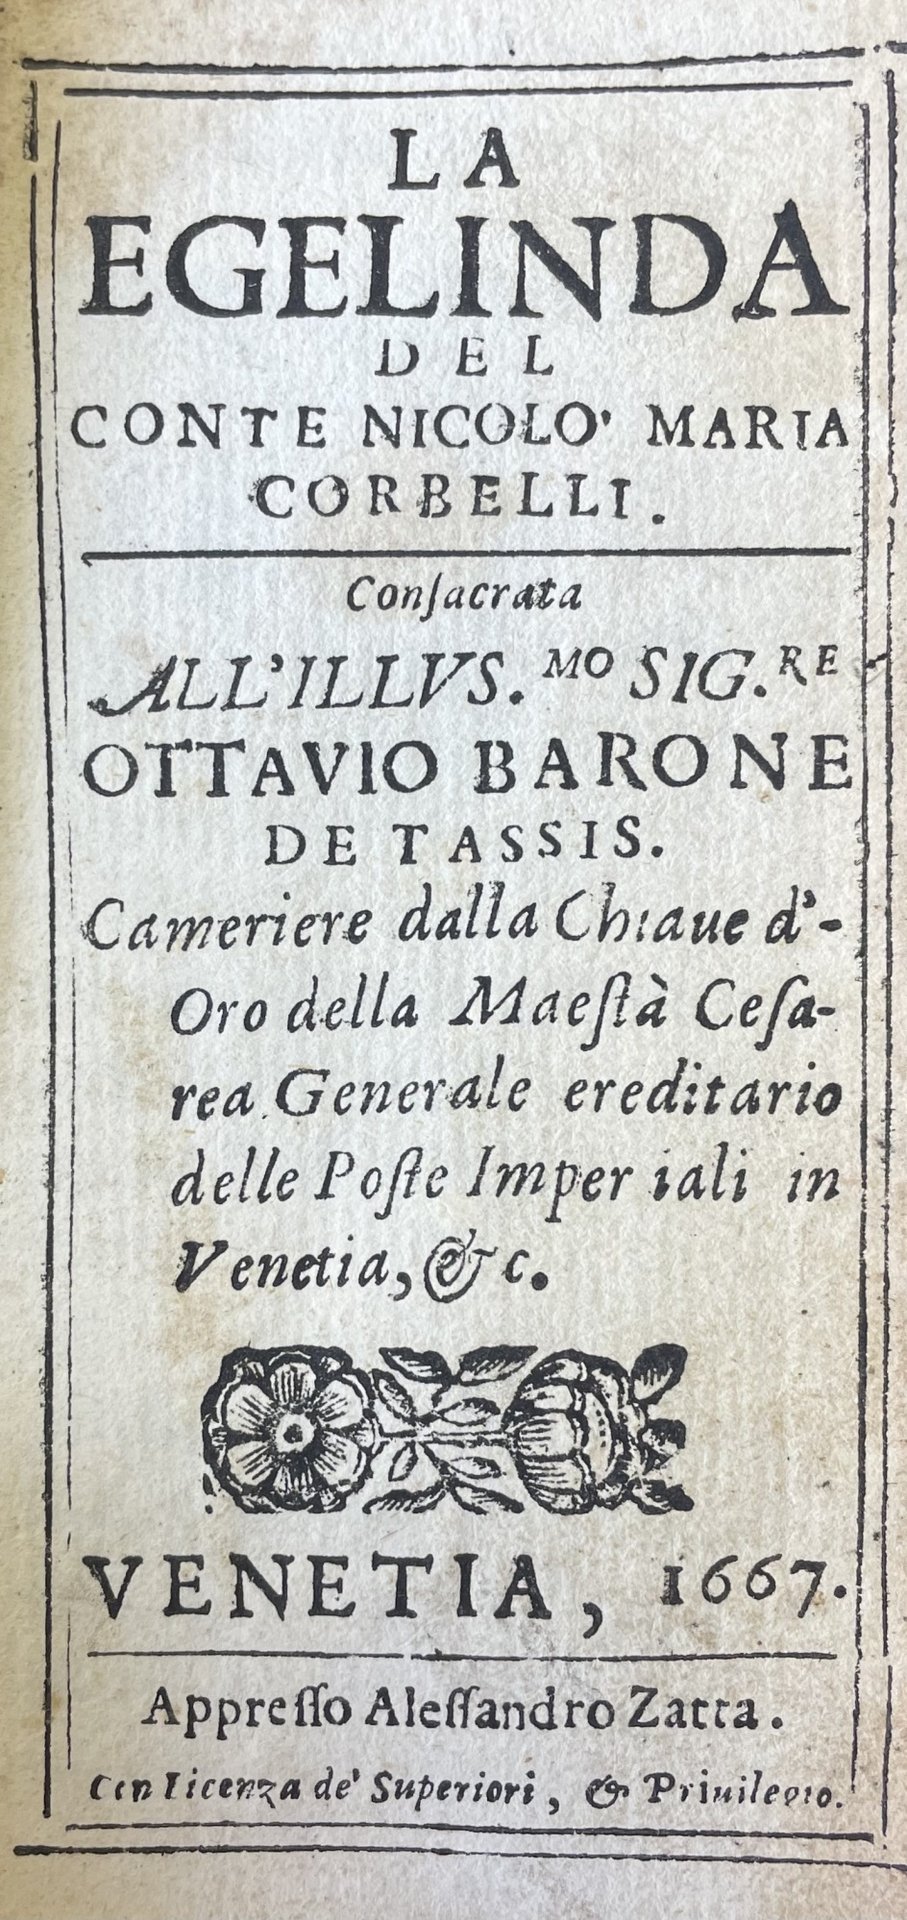 LA
EGELINDA
DEL
CONTE NICOLO' MARIA
CORBELLI.
Conſacrata
ALL'ILLVS.MO SIG.RE
OTTAVIO BARONE
DE TASSIS.
Cameriere dalla Chiaue d'-
Oro della Maeſtà Ceſa-
rea Generale ereditario
delle Poſte Imperiali in
Venetia, &c.
VENETIA, 1667.
Appreſſo Aleſſandro Zatta.
Con licenza de' Superiori, & Priuilegio.